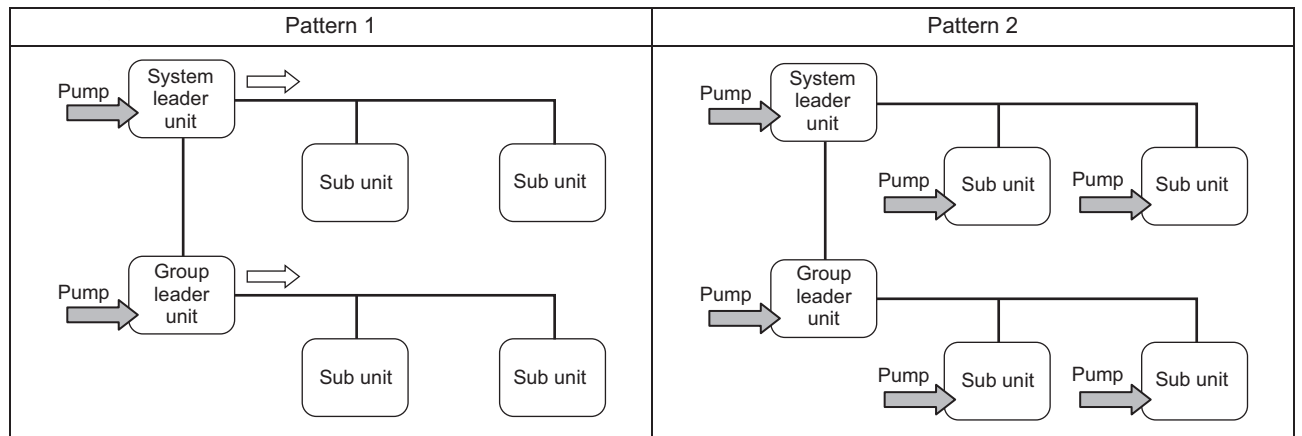 Pattern 1
Pump
System
leader
unit
Sub unit
Sub unit
Pump
Group
leader
unit
Sub unit
Sub unit
Pattern 2
Pump
System
leader
unit
Pump
Sub unit
Pump
Sub unit
Pump
Group
leader
unit
Pump
Sub unit
Pump
Sub unit